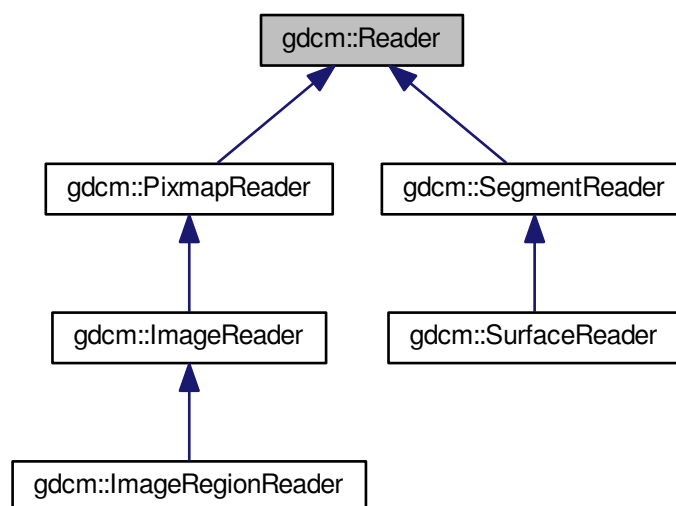 gdcm::Reader
gdcm::PixmapReader
gdcm::SegmentReader
gdcm::ImageReader
gdcm::SurfaceReader
gdcm::ImageRegionReader